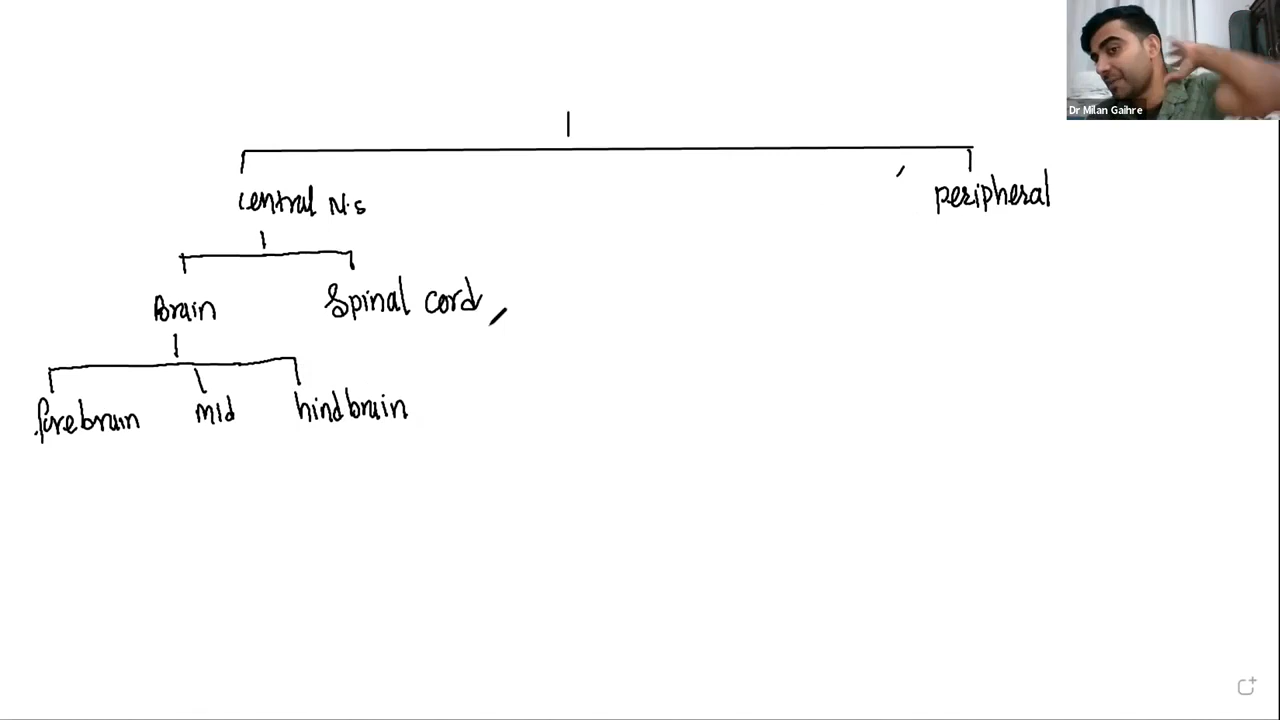 Dr Milan Gaihre
Central N.S
peripheral
Brain
Spinal cord
forebrain
mid
hindbrain